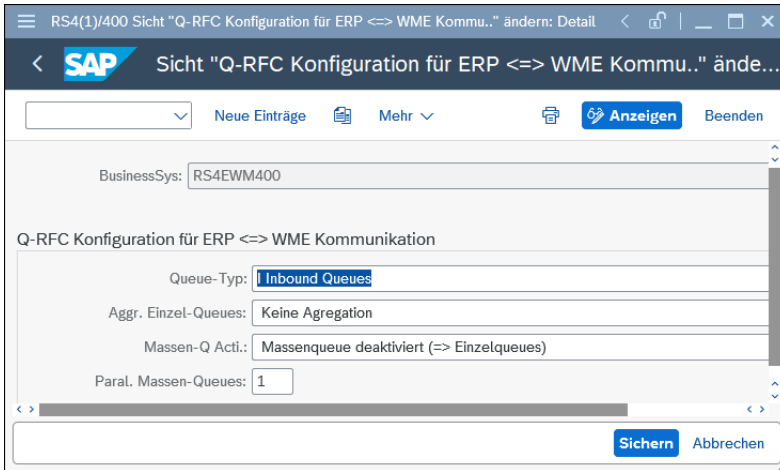 RS4(1)/400 Sicht "Q-RFC Konfiguration für ERP <=> WME Kommu.." ändern: Detail
SAP Sicht "Q-RFC Konfiguration für ERP <=> WME Kommu.." ände...
Neue Einträge Mehr Anzeigen Beenden
BusinessSys: RS4EWM400
Q-RFC Konfiguration für ERP <=> WME Kommunikation
Queue-Typ: I Inbound Queues
Aggr. Einzel-Queues: Keine Agregation
Massen-Q Acti.: Massenqueue deaktiviert (=> Einzelqueues)
Paral. Massen-Queues: 1
Sichern Abbrechen